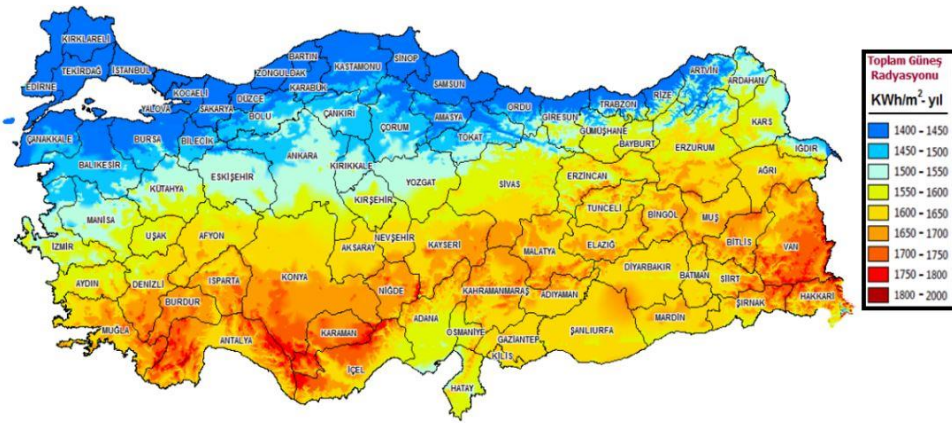 KIRKLARELİ
TEKİRDAĞ
İSTANBUL
EDİRNE
KOCAELİ
YALOVA
SAKARYA
DÜZCE
BOLU
ZONGULDAK
BARTIN
KARABÜK
KASTAMONU
SİNOP
SAMSUN
ÇANKIRI
ÇORUM
AMASYA
TOKAT
ORDU
GİRESUN
TRABZON
RİZE
ARTVİN
ARDAHAN
KARS
IĞDIR
GÜMÜŞHANE
BAYBURT
ERZURUM
ÇANAKKALE
BALIKESİR
BURSA
BİLECİK
KÜTAHYA
ESKİŞEHİR
ANKARA
KIRIKKALE
KIRŞEHİR
YOZGAT
SİVAS
ERZİNCAN
TUNCELİ
BİNGÖL
MUŞ
AĞRI
MANİSA
İZMİR
UŞAK
AFYON
AKSARAY
NEVŞEHİR
KAYSERİ
MALATYA
ELAZIĞ
BİTLİS
VAN
AYDIN
DENİZLİ
ISPARTA
BURDUR
KONYA
NİĞDE
KAHRAMANMARAŞ
ADIYAMAN
DİYARBAKIR
BATMAN
SİİRT
ŞIRNAK
HAKKARİ
MUĞLA
ANTALYA
KARAMAN
İÇEL
ADANA
OSMANİYE
GAZİANTEP
KİLİS
ŞANLIURFA
MARDİN
HATAY
Toplam Güneş
Radyasyonu
KWh/m²-yıl
1400 - 1450
1450 - 1500
1500 - 1550
1550 - 1600
1600 - 1650
1650 - 1700
1700 - 1750
1750 - 1800
1800 - 2000